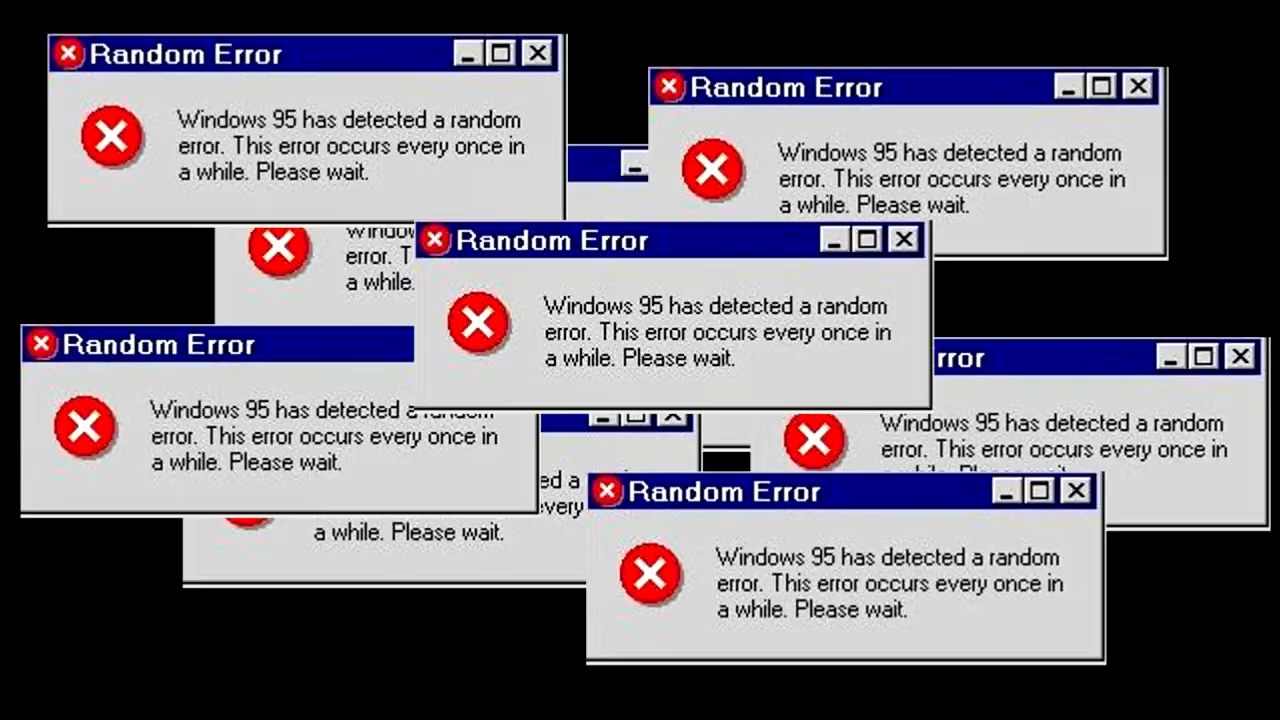 Random Error
Windows 95 has detected a random
error. This error occurs every once in
a while. Please wait.
Random Error
Windows 95 has detected a random
error. This error occurs every once in
a while. Please wait.
Window
error. T
a while.
Random Error
Windows 95 has detected a random
error. This error occurs every once in
a while. Please wait.
Random Error
Windows 95 has detected a random
error. This error occurs every once in
a while. Please wait.
rror
Windows 95 has detected a random
error. This error occurs every once in
ed a
every
a while. Please wait.
Random Error
Windows 95 has detected a random
error. This error occurs every once in
a while. Please wait.